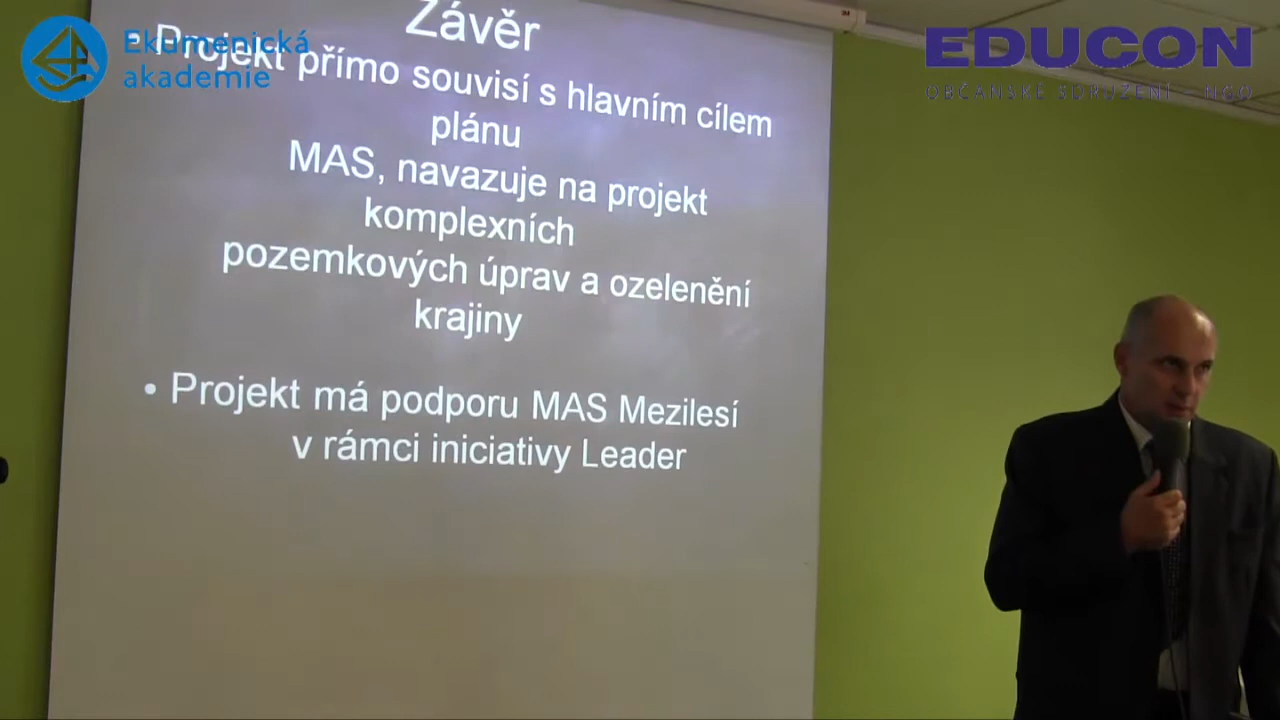 Ekumenická
akademie
EDUCON
OBČANSKÉ SDRUŽENÍ - NGO
Závěr
• Projekt přímo souvisí s hlavním cílem
plánu
MAS, navazuje na projekt
komplexních
pozemkových úprav a ozelenění
krajiny
• Projekt má podporu MAS Mezilesí
v rámci iniciativy Leader